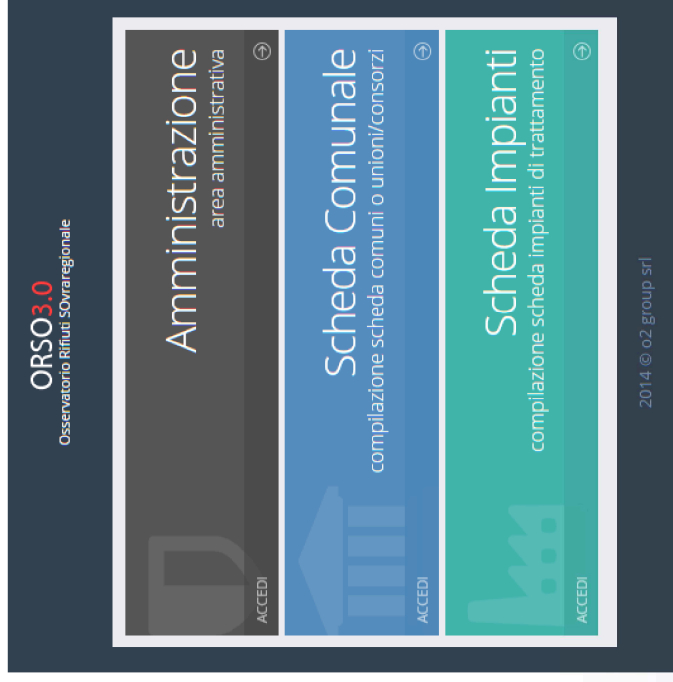 ORSO3.0
Osservatorio Rifiuti SOvraregionale
Amministrazione
area amministrativa
ACCEDI
Scheda Comunale
compilazione scheda comuni o unioni/consorzi
ACCEDI
Scheda Impianti
compilazione scheda impianti di trattamento
ACCEDI
2014 © o2 group srl